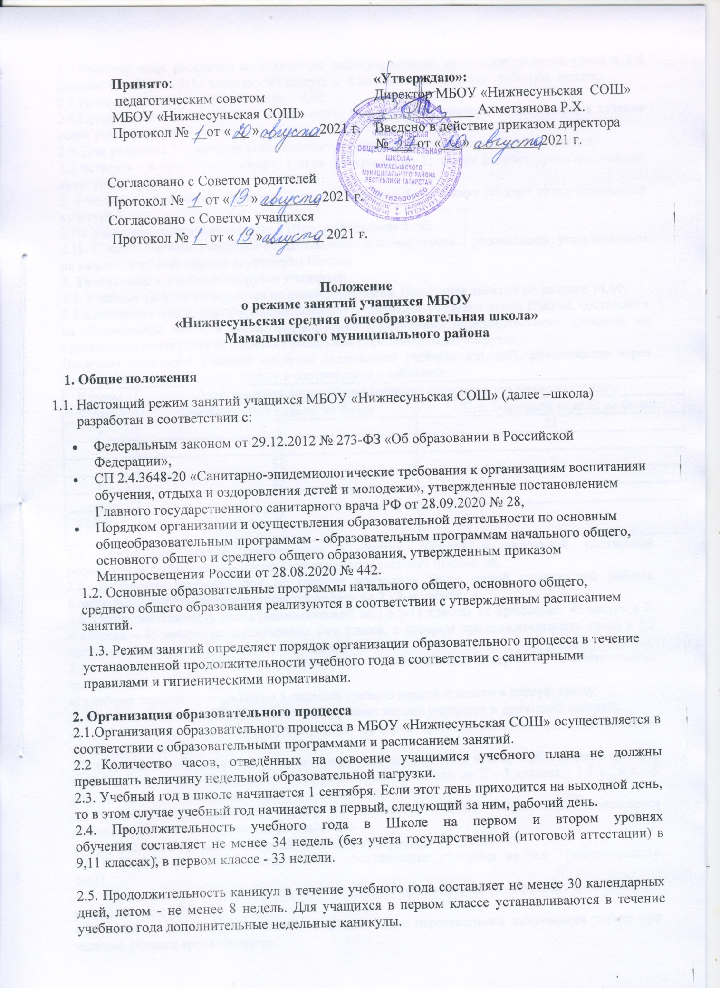 Принято:
педагогическим советом
МБОУ «Нижнесуньская СОШ»
Протокол № 1 от « 20 » августа 2021 г.
«Утверждаю»:
Директор МБОУ «Нижнесуньская СОШ»
Ахметзянова Р.Х.
Введено в действие приказом директора
№ от « 20 » августа 2021 г.
«НИЖНЕСУНЬСКАЯ
СРЕДНЯЯ
ОБЩЕОБРАЗОВАТЕЛЬНАЯ
ШКОЛА»
МАМАДЫШСКОГО
МУНИЦИПАЛЬНОГО РАЙОНА
РЕСПУБЛИКИ ТАТАРСТАН
ИНН 1626005920
Согласовано с Советом родителей
Протокол № 1 от « 19 » августа 2021 г.
Согласовано с Советом учащихся
Протокол № 1 от « 19 » августа 2021 г.
Положение
о режиме занятий учащихся МБОУ
«Нижнесуньская средняя общеобразовательная школа»
Мамадышского муниципального района
1. Общие положения
1.1. Настоящий режим занятий учащихся МБОУ «Нижнесуньская СОШ» (далее –школа)
разработан в соответствии с:
• Федеральным законом от 29.12.2012 № 273-ФЗ «Об образовании в Российской
Федерации»,
• СП 2.4.3648-20 «Санитарно-эпидемиологические требования к организациям воспитанияи
обучения, отдыха и оздоровления детей и молодежи», утвержденные постановлением
Главного государственного санитарного врача РФ от 28.09.2020 № 28,
• Порядком организации и осуществления образовательной деятельности по основным
общеобразовательным программам - образовательным программам начального общего,
основного общего и среднего общего образования, утвержденным приказом
Минпросвещения России от 28.08.2020 № 442.
1.2. Основные образовательные программы начального общего, основного общего,
среднего общего образования реализуются в соответствии с утвержденным расписанием
занятий.
1.3. Режим занятий определяет порядок организации образовательного процесса в течение
устанаовленной продолжительности учебного года в соответствии с санитарными
правилами и гигиеническими нормативами.
2. Организация образовательного процесса
2.1.Организация образовательного процесса в МБОУ «Нижнесуньская СОШ» осуществляется в
соответствии с образовательными программами и расписанием занятий.
2.2 Количество часов, отведённых на освоение учащимися учебного плана не должны
превышать величину недельной образовательной нагрузки.
2.3. Учебный год в школе начинается 1 сентября. Если этот день приходится на выходной день,
то в этом случае учебный год начинается в первый, следующий за ним, рабочий день.
2.4. Продолжительность учебного года в Школе на первом и втором уровнях
обучения составляет не менее 34 недель (без учета государственной (итоговой аттестации) в
9,11 классах), в первом классе - 33 недели.
2.5. Продолжительность каникул в течение учебного года составляет не менее 30 календарных
дней, летом - не менее 8 недель. Для учащихся в первом классе устанавливаются в течение
учебного года дополнительные недельные каникулы.